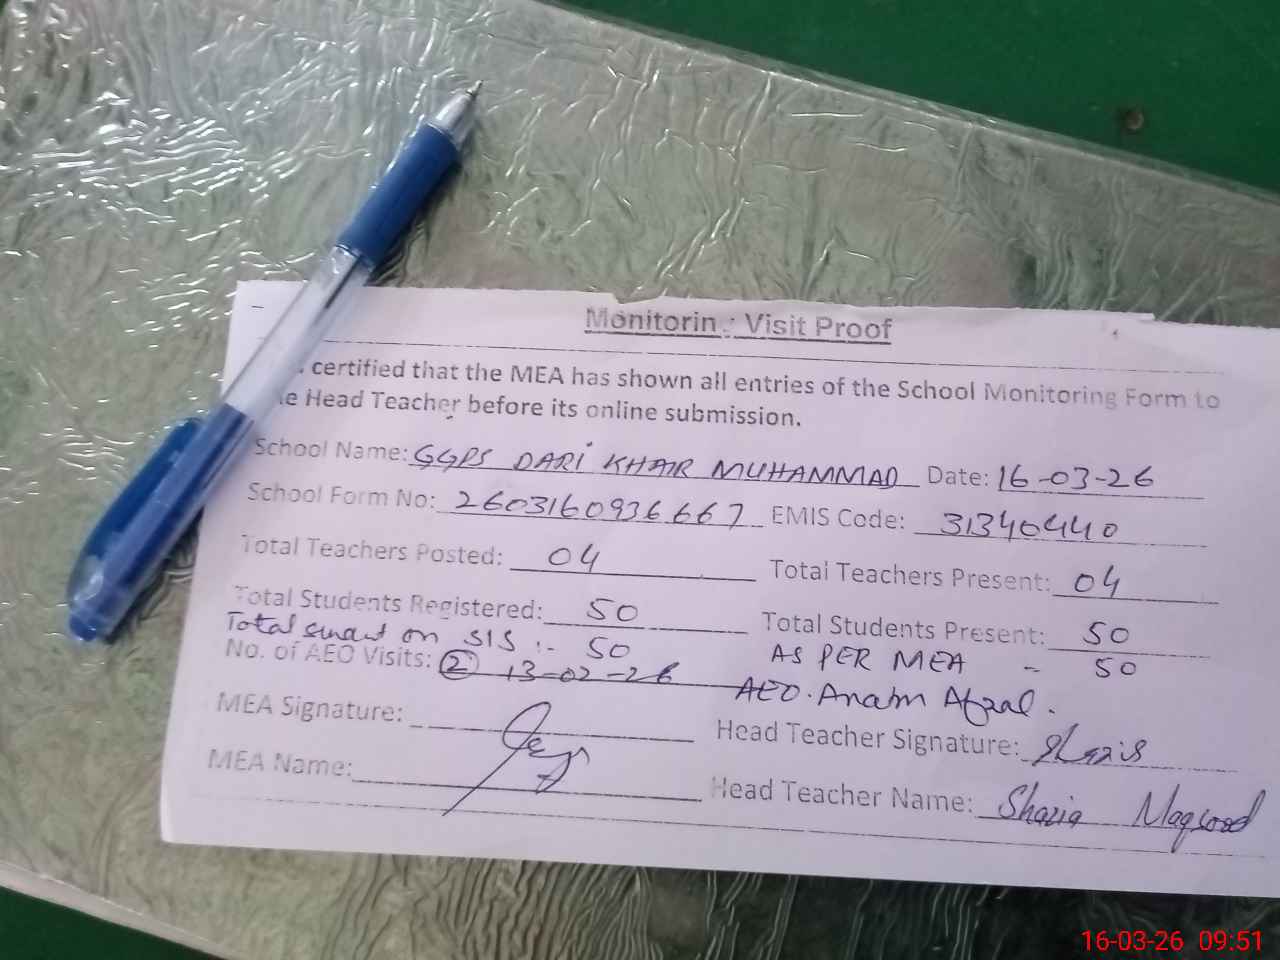 Monitorin Visit Proof
certified that the MEA has shown all entries of the School Monitoring Form to
Head Teacher before its online submission.
School Name: GGPS DARI KHAIR MUHAMMAD Date: 16-03-26
School Form No: 2603160936667 EMIS Code: 31340440
Total Teachers Posted: 04 Total Teachers Present: 04
Total Students Registered: 50 Total Students Present: 50
Total on SIS :- 50 AS PER MEA - 50
No. of AEO Visits: 2 13-02-26 AEO. Anam Afzal.
MEA Signature: Head Teacher Signature: Shazia
MEA Name: Head Teacher Name: Shazia Maqsood
16-03-26 09:51